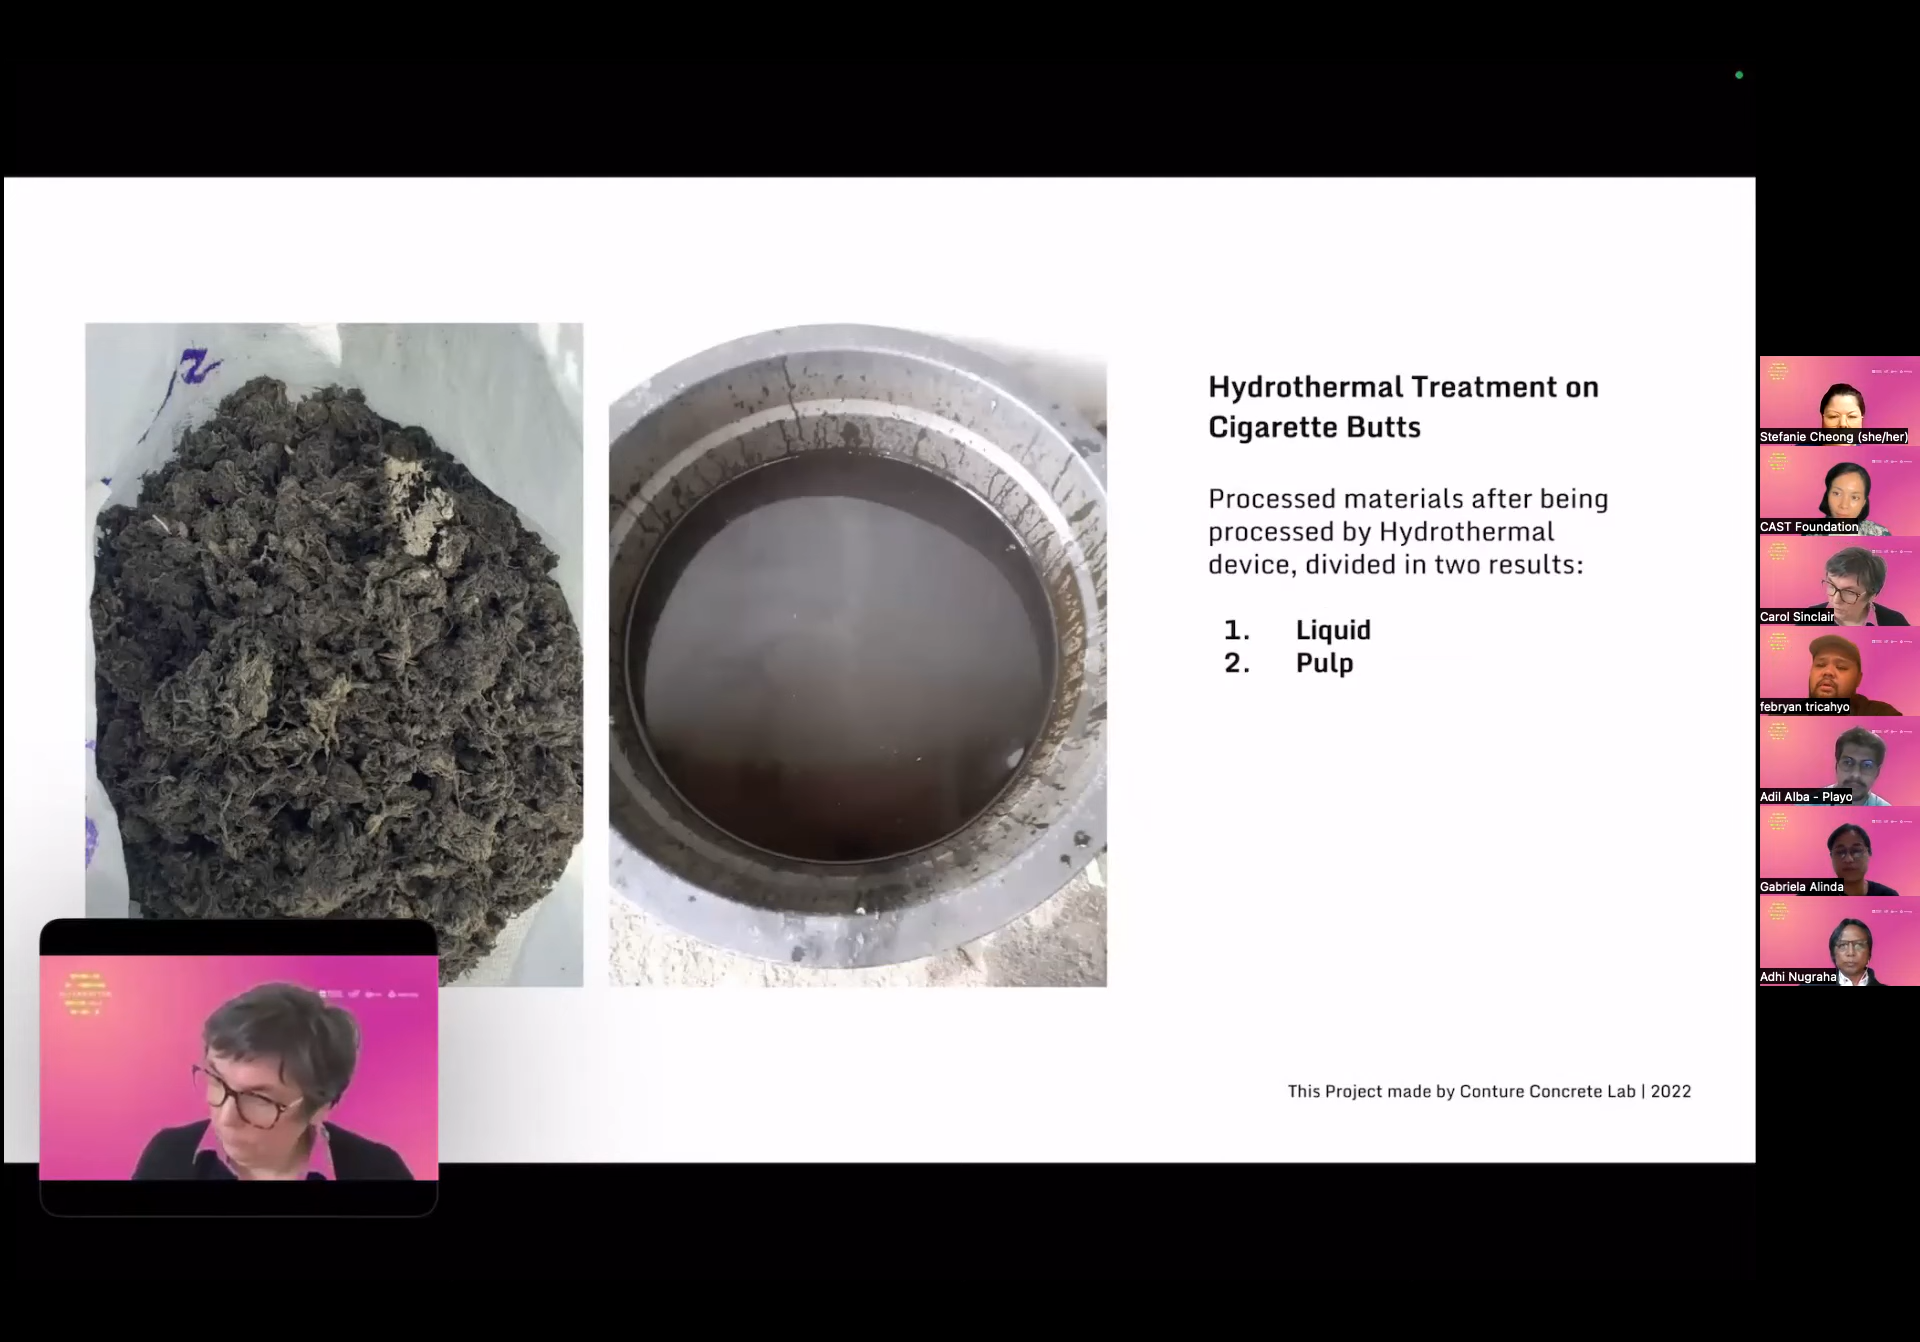 2
Hydrothermal Treatment on
Cigarette Butts
Processed materials after being
processed by Hydrothermal
device, divided in two results:
1. Liquid
2. Pulp
This Project made by Conture Concrete Lab | 2022
Stefanie Cheong (she/her)
CAST Foundation
Carol Sinclair
febryan tricahyo
Adil Alba - Playo
Gabriela Alinda
Adhi Nugraha